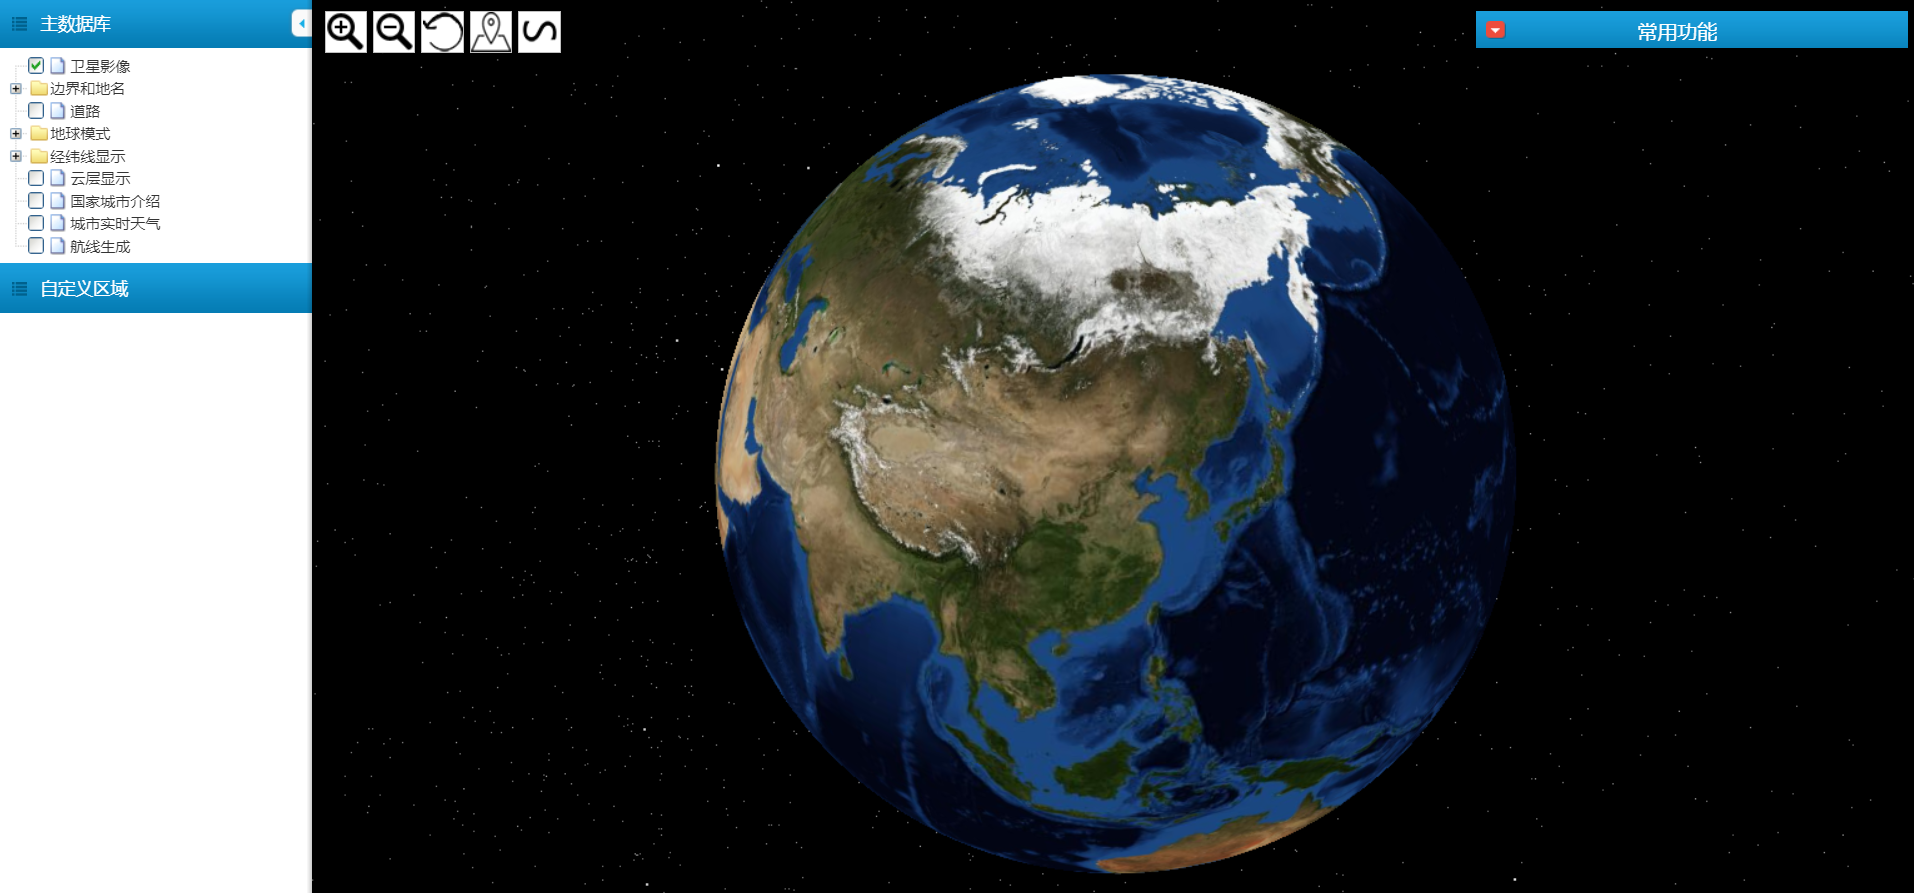 主数据库
卫星影像
边界和地名
道路
地球模式
经纬线显示
云层显示
国家城市介绍
城市实时天气
航线生成
自定义区域
常用功能